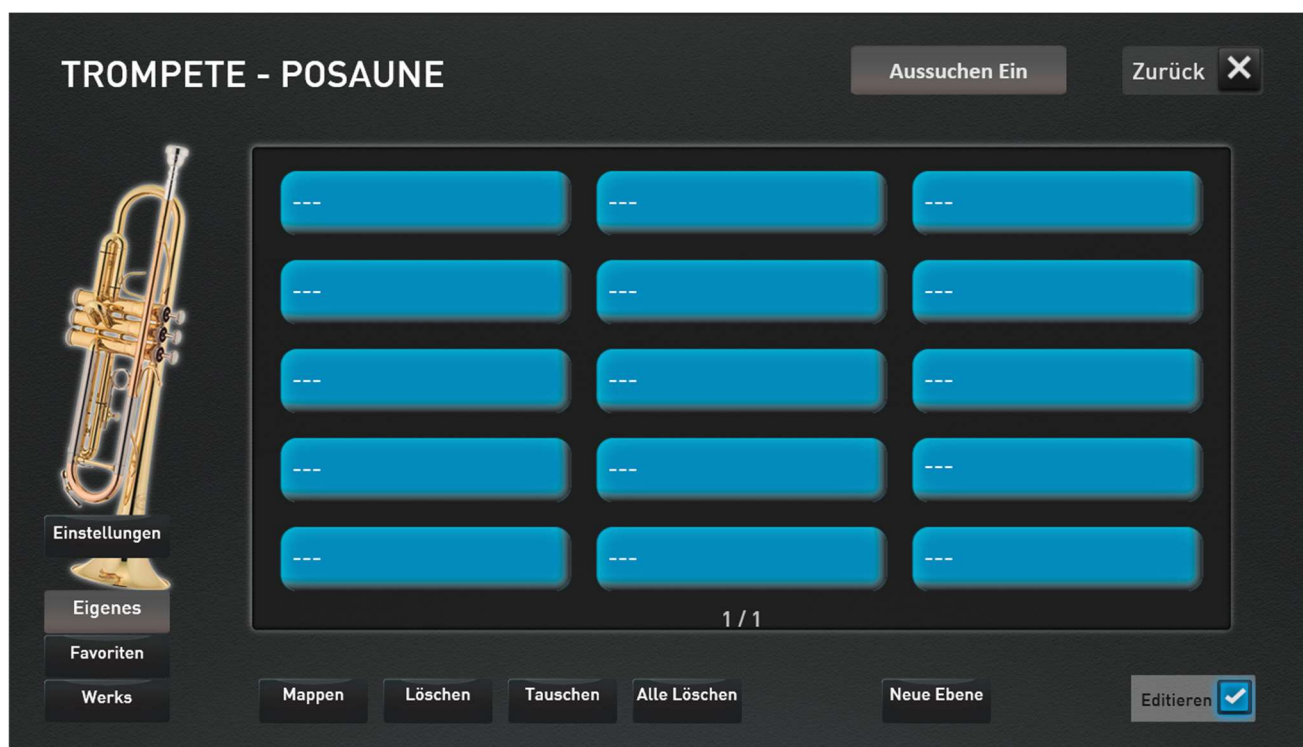 TROMPETE - POSAUNE
Aussuchen Ein
Zurück
--- --- ---
--- --- ---
--- --- ---
--- --- ---
--- --- ---
1 / 1
Einstellungen
Eigenes
Favoriten
Werks
Mappen Löschen Tauschen Alle Löschen Neue Ebene Editieren